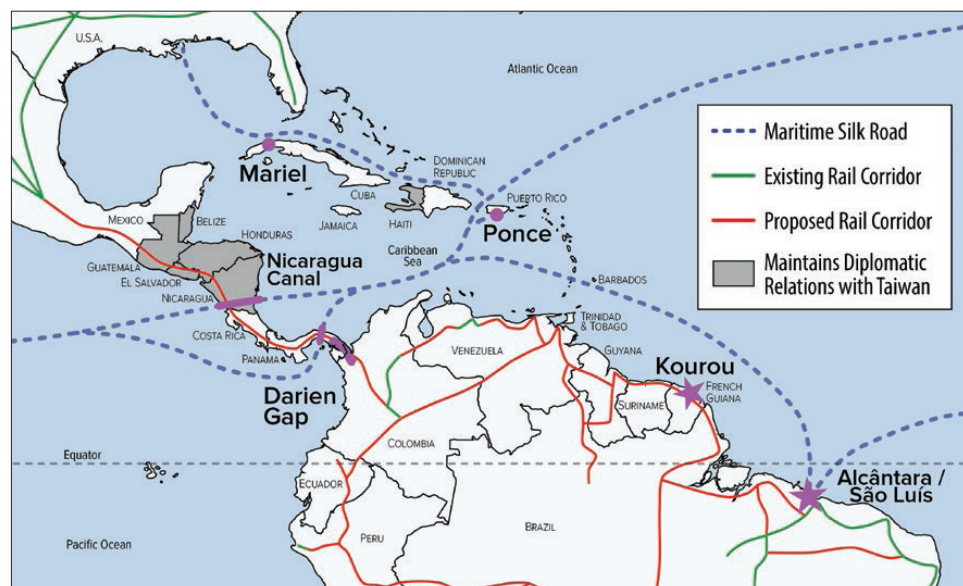 U.S.A.
Atlantic Ocean
Maritime Silk Road
Existing Rail Corridor
Proposed Rail Corridor
Maintains Diplomatic
Relations with Taiwan
Mariel
CUBA
DOMINICAN
REPUBLIC
PUERTO RICO
Ponce
JAMAICA
HAITI
MEXICO
BELIZE
HONDURAS
GUATEMALA
EL SALVADOR
NICARAGUA
Nicaragua
Canal
Caribbean
Sea
BARBADOS
COSTA RICA
PANAMA
TRINIDAD
& TOBAGO
VENEZUELA
GUYANA
Darien
Gap
Kourou
SURINAME
FRENCH
GUIANA
COLOMBIA
Equator
ECUADOR
Alcântara /
São Luís
Pacific Ocean
PERU
BRAZIL